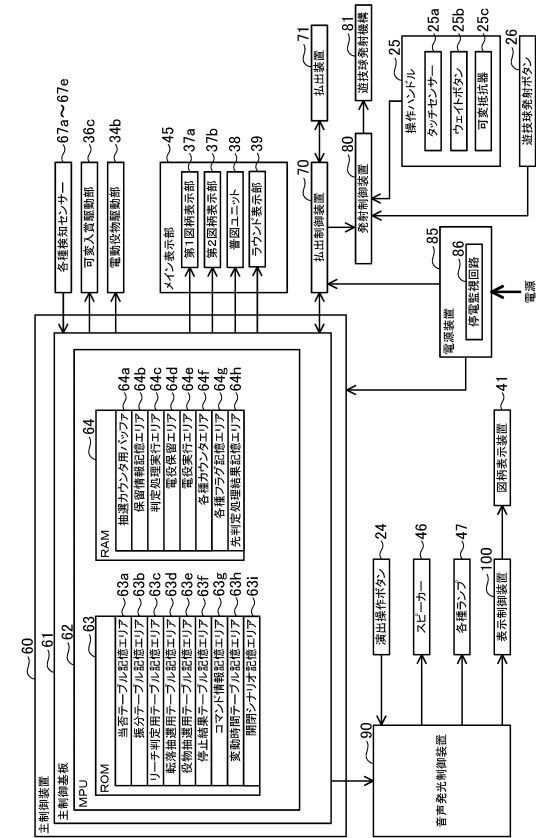 60
主制御装置
61
主制御基板
62
MPU
63
ROM
当否テーブル記憶エリア 63a
振分テーブル記憶エリア 63b
リーチ判定用テーブル記憶エリア 63c
転落抽選用テーブル記憶エリア 63d
役物抽選用テーブル記憶エリア 63e
停止結果テーブル記憶エリア 63f
コマンド情報記憶エリア 63g
変動時間テーブル記憶エリア 63h
開閉シナリオ記憶エリア 63i
64
RAM
抽選カウンタ用バッファ 64a
保留情報記憶エリア 64b
判定処理実行エリア 64c
電役保留エリア 64d
電役実行エリア 64e
各種カウンタエリア 64f
各種フラグ記憶エリア 64g
先判定処理結果記憶エリア 64h
各種検知センサー 67a～67e
可変入賞駆動部 36c
電動役物駆動部 34b
メイン表示部 45
第1図柄表示部 37a
第2図柄表示部 37b
普図ユニット 38
ラウンド表示部 39
払出制御装置 70
払出装置 71
発射制御装置 80
遊技球発射機構 81
操作ハンドル 25
タッチセンサー 25a
ウェイトボタン 25b
可変抵抗器 25c
遊技球発射ボタン 26
電源装置 85
停電監視回路 86
電源
90
音声発光制御装置
演出操作ボタン 24
スピーカー 46
各種ランプ 47
表示制御装置 100
図柄表示装置 41